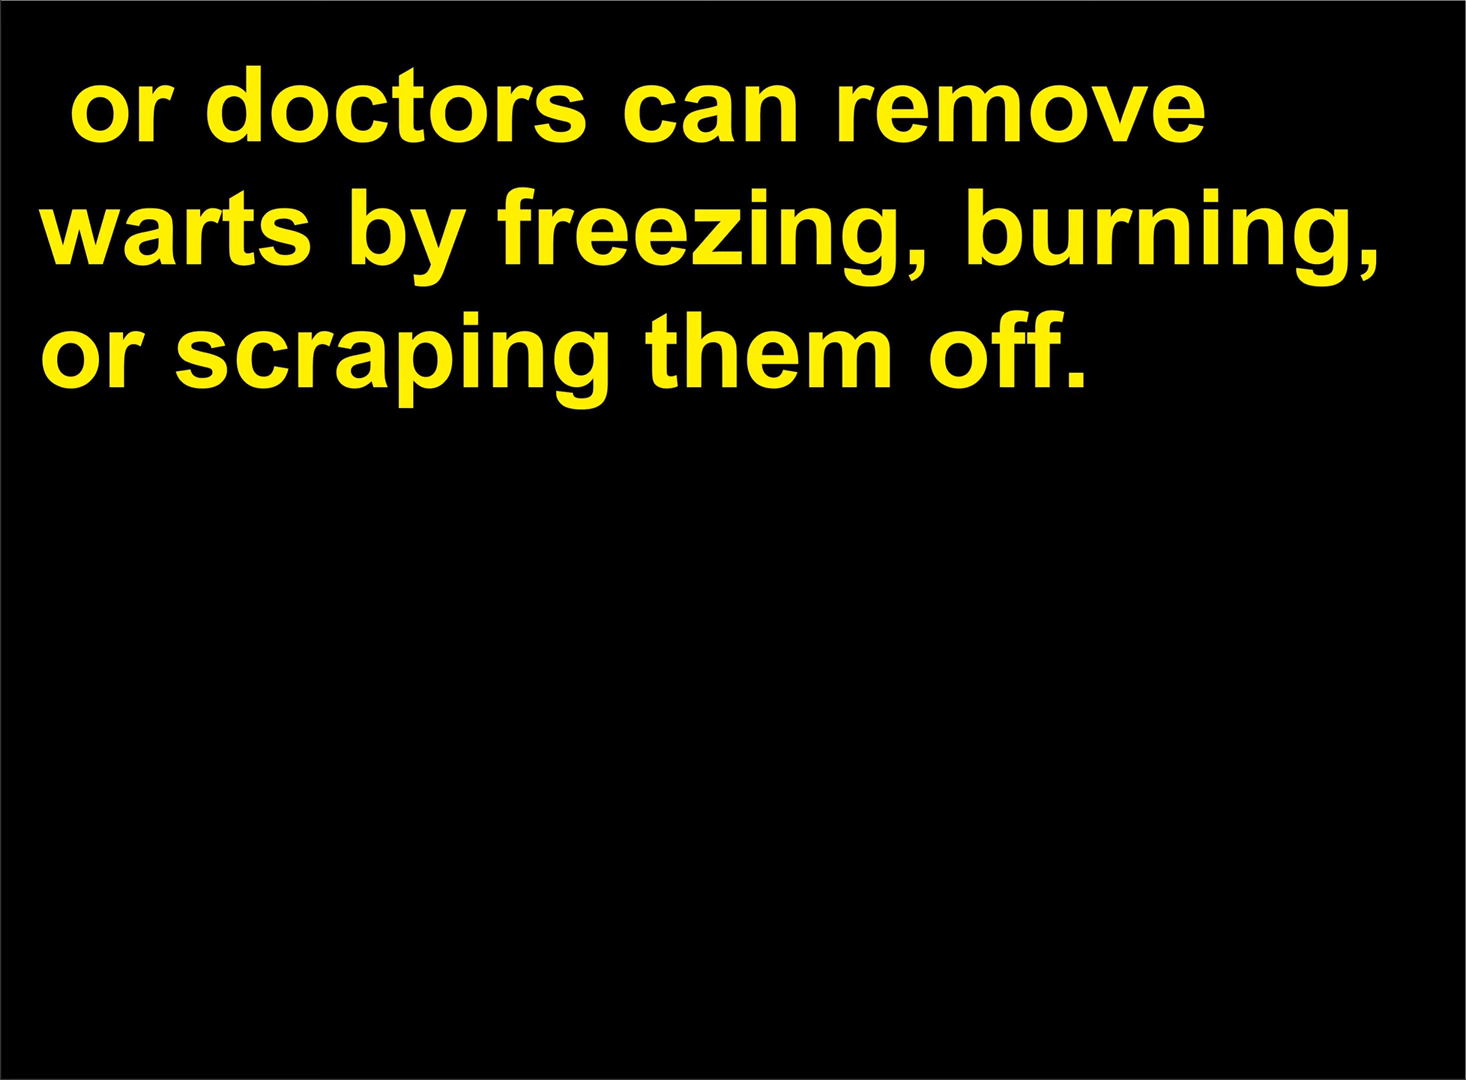 or doctors can remove
warts by freezing, burning,
or scraping them off.